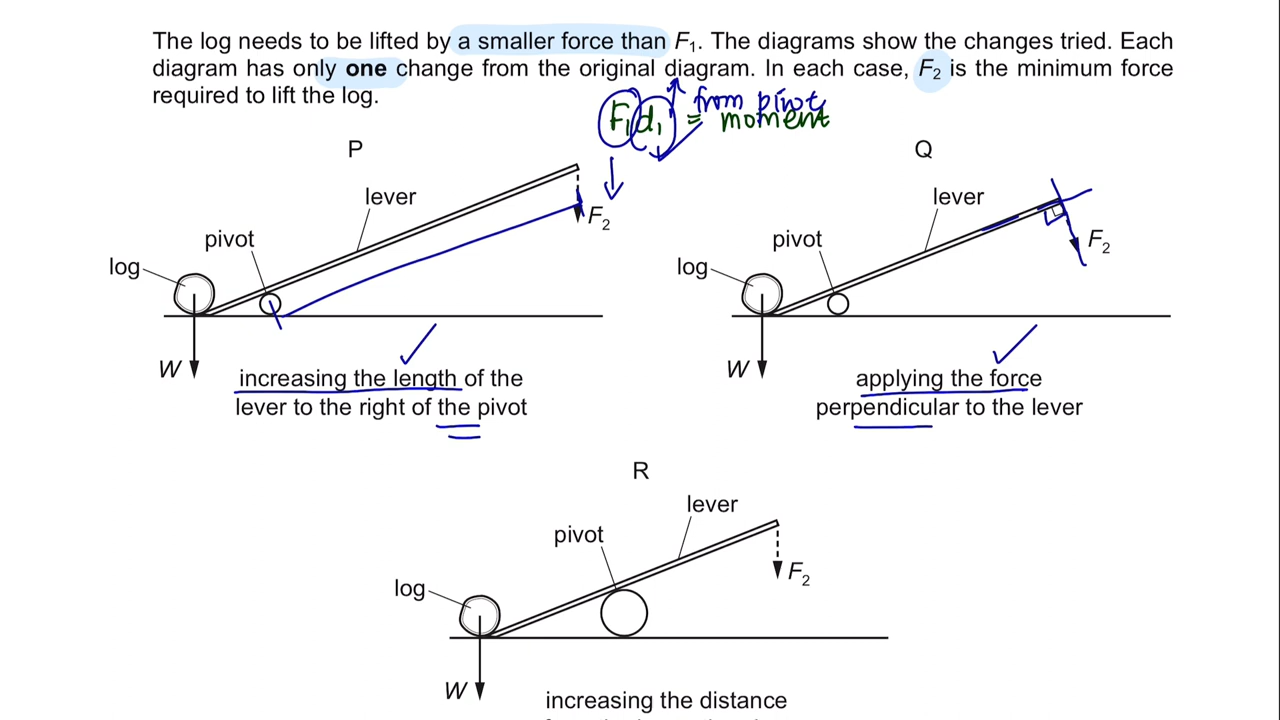 The log needs to be lifted by a smaller force than F₁. The diagrams show the changes tried. Each
diagram has only one change from the original diagram. In each case, F₂ is the minimum force
required to lift the log.
F₁ d₁ = moment
from pivot
P
lever
pivot
log
F₂
W
increasing the length of the
lever to the right of the pivot
Q
lever
pivot
log
F₂
W
applying the force
perpendicular to the lever
R
lever
pivot
log
F₂
W
increasing the distance